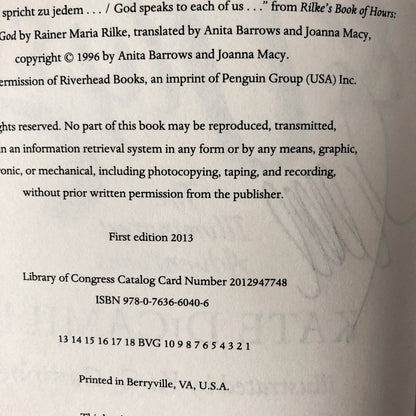 spricht zu jedem . . . / God speaks to each of us . . .” from Rilke’s Book of Hours:
God by Rainer Maria Rilke, translated by Anita Barrows and Joanna Macy,
copyright © 1996 by Anita Barrows and Joanna Macy.
ermission of Riverhead Books, an imprint of Penguin Group (USA) Inc.
hts reserved. No part of this book may be reproduced, transmitted,
in an information retrieval system in any form or by any means, graphic,
onic, or mechanical, including photocopying, taping, and recording,
without prior written permission from the publisher.
First edition 2013
Library of Congress Catalog Card Number 2012947748
ISBN 978-0-7636-6040-6
13 14 15 16 17 18 BVG 10 9 8 7 6 5 4 3 2 1
Printed in Berryville, VA, U.S.A.